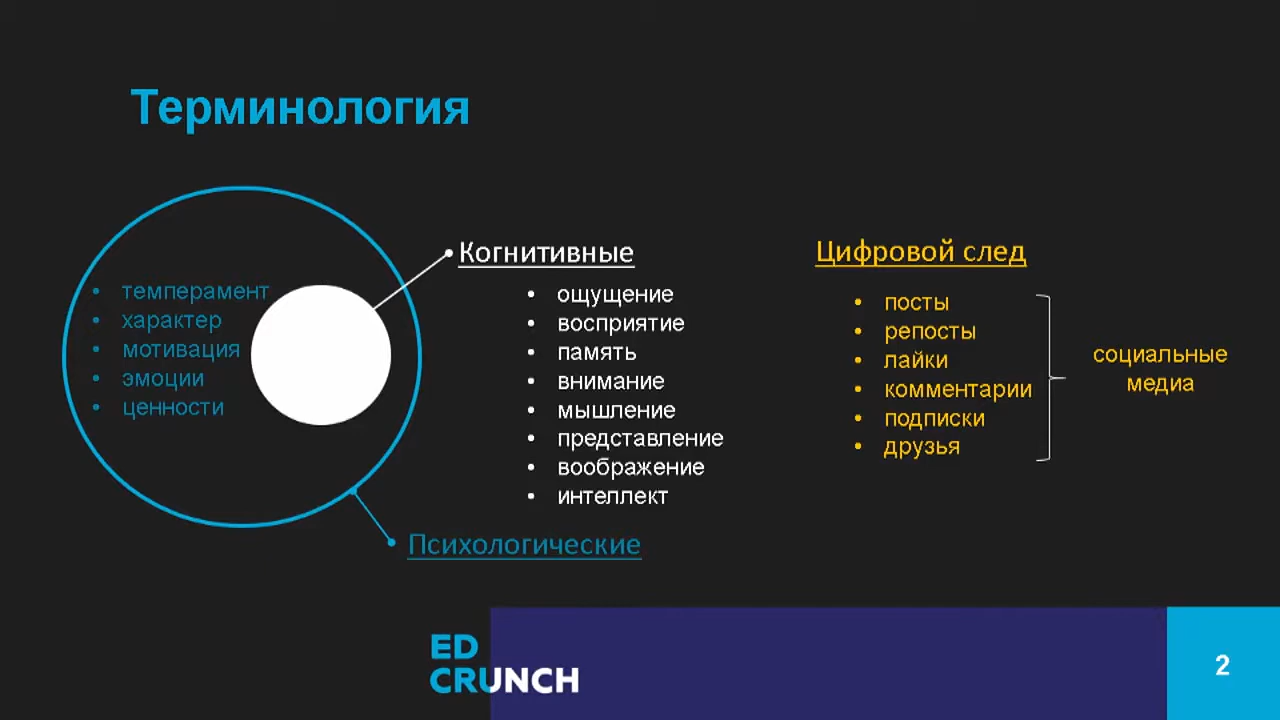 Терминология
• темперамент
• характер
• мотивация
• эмоции
• ценности
Когнитивные
• ощущение
• восприятие
• память
• внимание
• мышление
• представление
• воображение
• интеллект
Психологические
Цифровой след
• посты
• репосты
• лайки
• комментарии
• подписки
• друзья
социальные
медиа
ED
CRUNCH
2